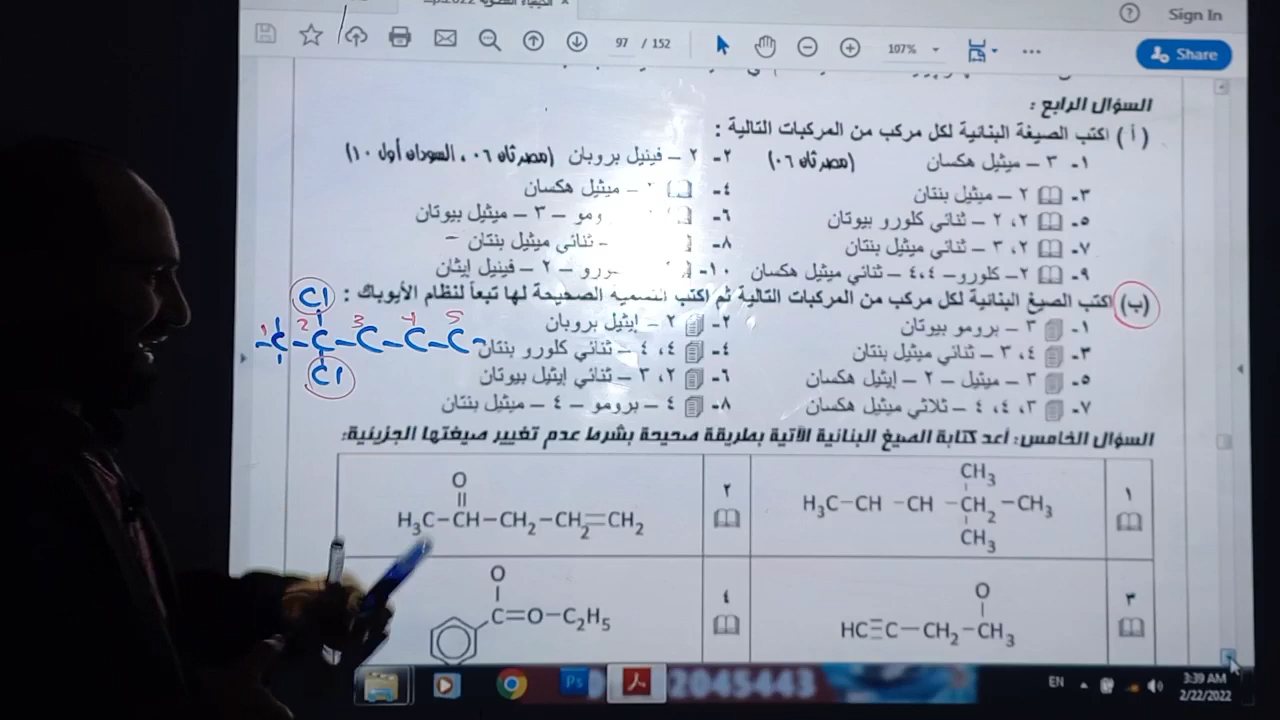 Sign In
97 / 152
107%
Share
السؤال الرابع :
( أ ) اكتب الصيغة البنائية لكل مركب من المركبات التالية :
١- ٣ – ميثيل هكسان (مصر ثان ٠٦)
٢- ٢ – فينيل بروبان (مصر ثان ٠٦ ، السودان أول ١٠)
٣- ٢ – ميثيل بنتان
٤- – ميثيل هكسان
٥- ٢ ، ٢ – ثنائي كلورو بيوتان
٦- ومو – ٣ – ميثيل بيوتان
٧- ٢ ، ٣ – ثنائي ميثيل بنتان
٨- – ثنائي ميثيل بنتان –
٩- ٢– كلورو– ٤،٤ – ثنائي ميثيل هكسان
١٠- ورو – ٢ – فينيل إيثان
(ب) اكتب الصيغ البنائية لكل مركب من المركبات التالية ثم اكتب التسمية الصحيحة لها تبعاً لنظام الأيوباك :
١- ٣ – برومو بيوتان
٢- ٢ – إيثيل بروبان
٣- ٤ ، ٣ – ثنائي ميثيل بنتان
٤- ٤ ، ٤ – ثنائي كلورو بنتان
٥- ٣ – ميثيل – ٢ – إيثيل هكسان
٦- ٢ ، ٣ – ثنائي إيثيل بيوتان
٧- ٣ ، ٤ ، ٤ – ثلاثي ميثيل هكسان
٨- ٤ – برومو – ٤ – ميثيل بنتان
Cl
1 2 3 4 5
-C-C-C-C-C-
Cl
السؤال الخامس: أعد كتابة الصيغ البنائية الآتية بطريقة صحيحة بشرط عدم تغيير صيغتها الجزيئية:
١
CH3
H3C–CH –CH –CH2–CH3
CH3
٢
O
H3C–CH–CH2–CH2=CH2
٣
O
HC≡C–CH2–CH3
٤
O
C=O–C2H5
Ps
2045443
EN
3:39 AM
2/22/2022